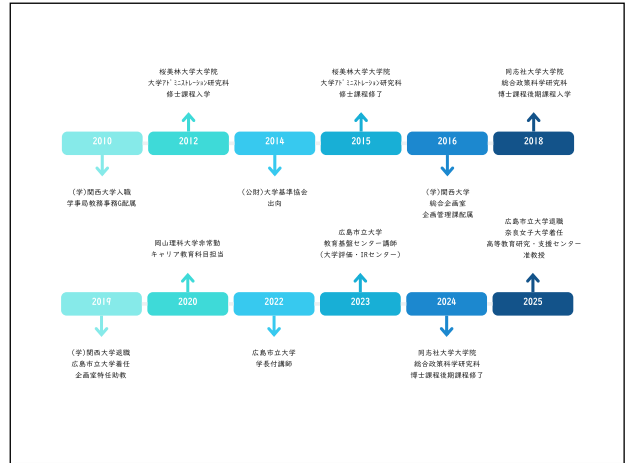 桜美林大学大学院
大学ｱﾄﾞﾐﾆｽﾄﾚｰｼｮﾝ研究科
修士課程入学
桜美林大学大学院
大学ｱﾄﾞﾐﾆｽﾄﾚｰｼｮﾝ研究科
修士課程修了
同志社大学大学院
総合政策科学研究科
博士課程後期課程入学
2010
2012
2014
2015
2016
2018
(学)関西大学入職
学事局教務事務G配属
(公財)大学基準協会
出向
(学)関西大学
総合企画室
企画管理課配属
岡山理科大学非常勤
キャリア教育科目担当
広島市立大学
教育基盤センター講師
(大学評価・IRセンター)
広島市立大学退職
奈良女子大学着任
高等教育研究・支援センター
准教授
2019
2020
2022
2023
2024
2025
(学)関西大学退職
広島市立大学着任
企画室特任助教
広島市立大学
学長付講師
同志社大学大学院
総合政策科学研究科
博士課程後期課程修了